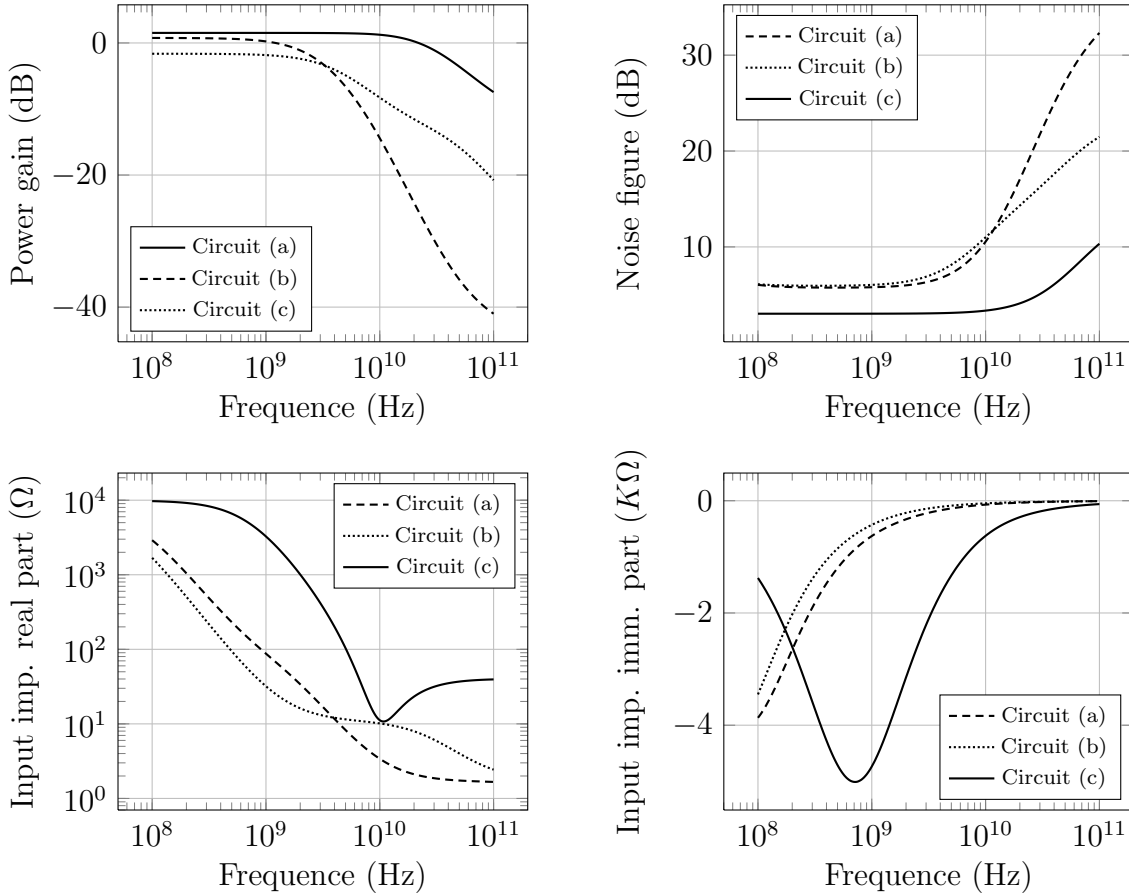 Power gain (dB)
0
−20
−40
Circuit (a)
Circuit (b)
Circuit (c)
10^8 10^9 10^10 10^11
Frequence (Hz)
Noise figure (dB)
30
20
10
Circuit (a)
Circuit (b)
Circuit (c)
10^8 10^9 10^10 10^11
Frequence (Hz)
Input imp. real part (Ω)
10^4
10^3
10^2
10^1
10^0
Circuit (a)
Circuit (b)
Circuit (c)
10^8 10^9 10^10 10^11
Frequence (Hz)
Input imp. imm. part (KΩ)
0
−2
−4
Circuit (a)
Circuit (b)
Circuit (c)
10^8 10^9 10^10 10^11
Frequence (Hz)